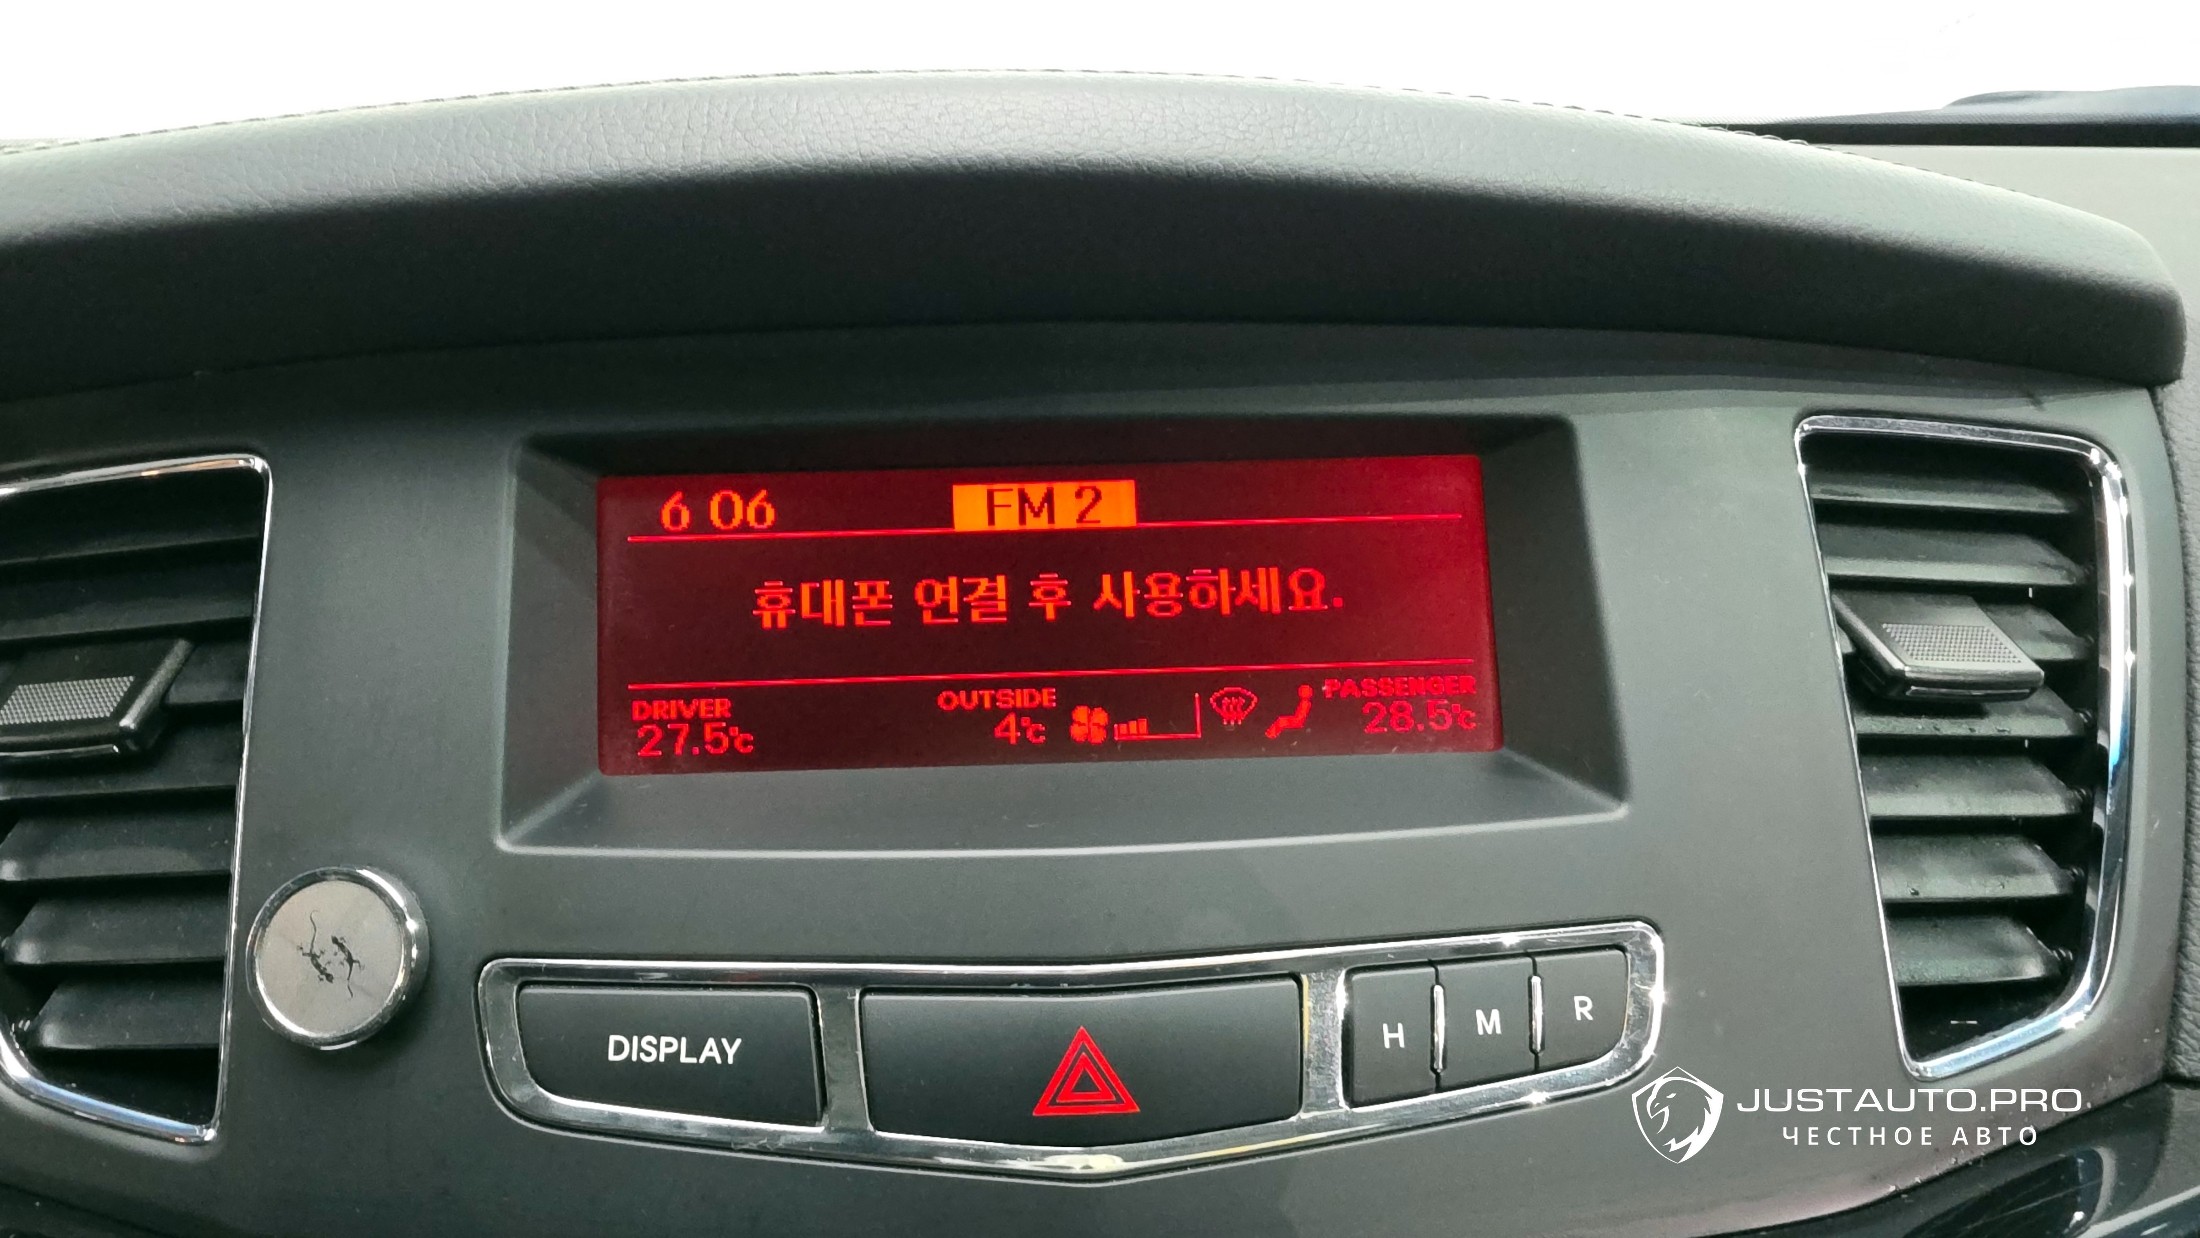 6 06 FM 2
휴대폰 연결 후 사용하세요.
DRIVER OUTSIDE PASSENGER
27.5℃ 4℃ 28.5℃
DISPLAY H M R
JUSTAUTO.PRO
ЧЕСТНОЕ АВТО